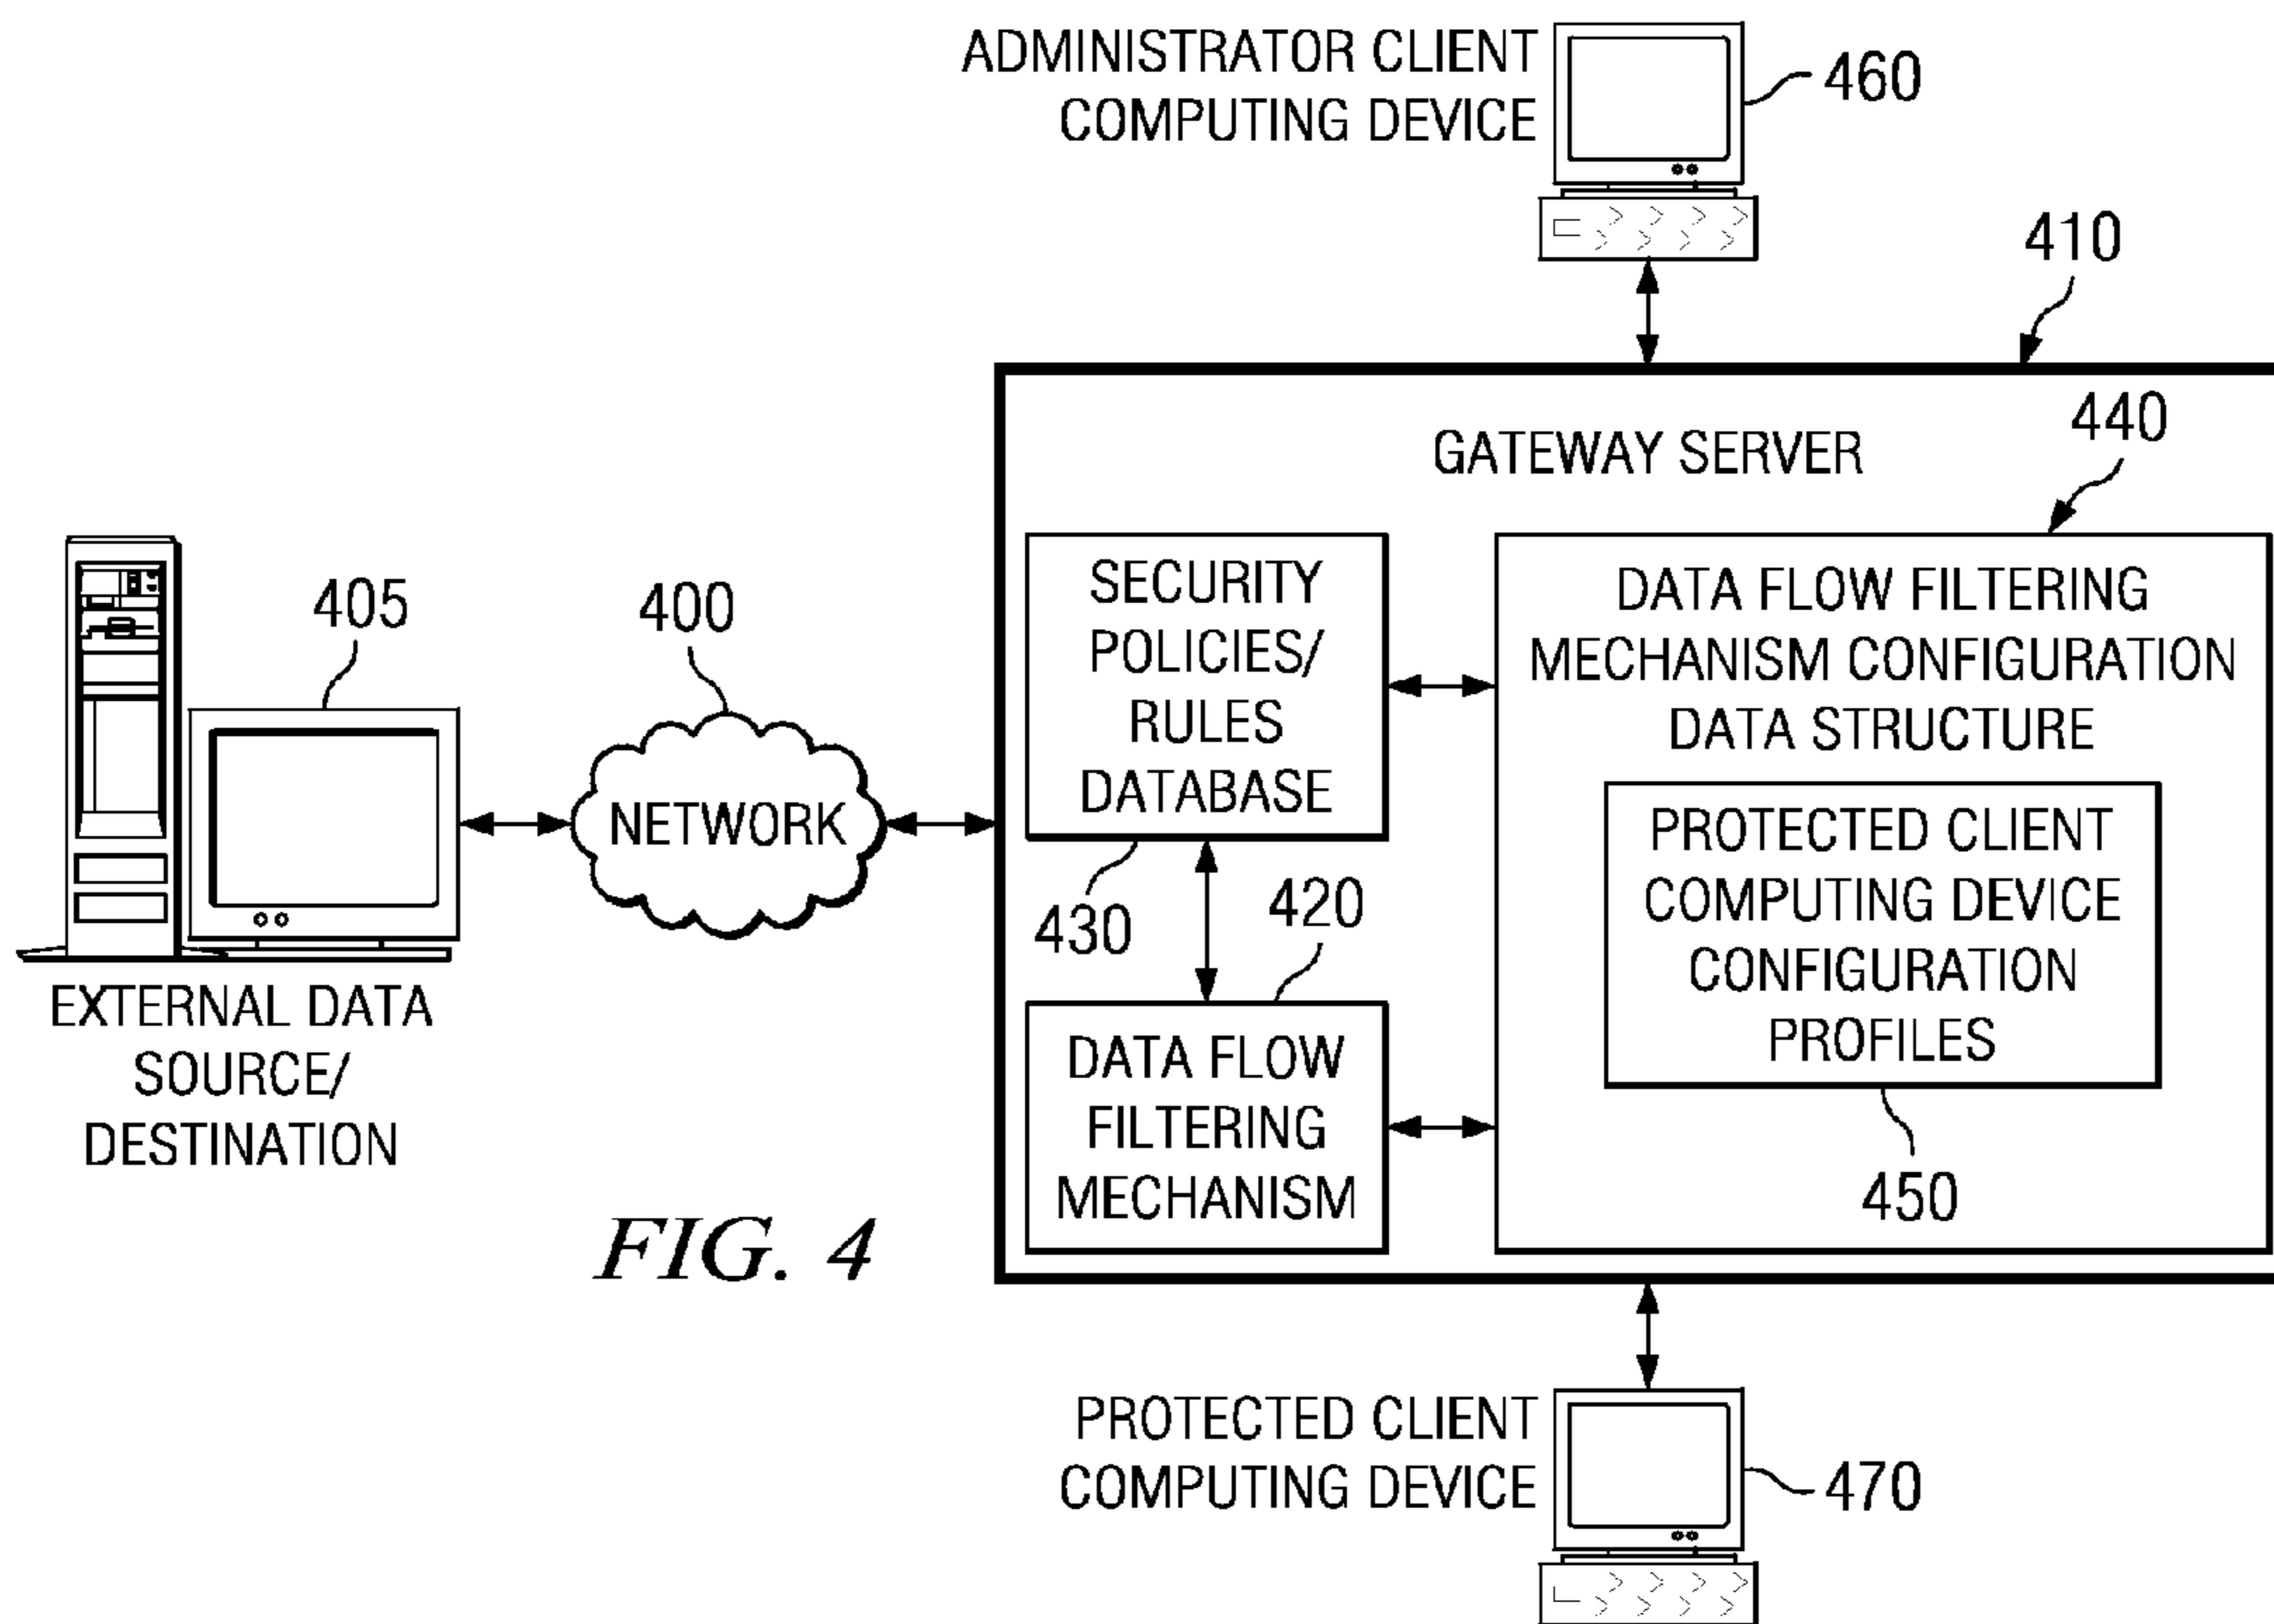 ADMINISTRATOR CLIENT
COMPUTING DEVICE
460
410
GATEWAY SERVER
440
SECURITY
POLICIES/
RULES
DATABASE
430
DATA FLOW FILTERING
MECHANISM CONFIGURATION
DATA STRUCTURE
PROTECTED CLIENT
COMPUTING DEVICE
CONFIGURATION
PROFILES
450
420
DATA FLOW
FILTERING
MECHANISM
405
400
NETWORK
EXTERNAL DATA
SOURCE/
DESTINATION
FIG. 4
PROTECTED CLIENT
COMPUTING DEVICE
470